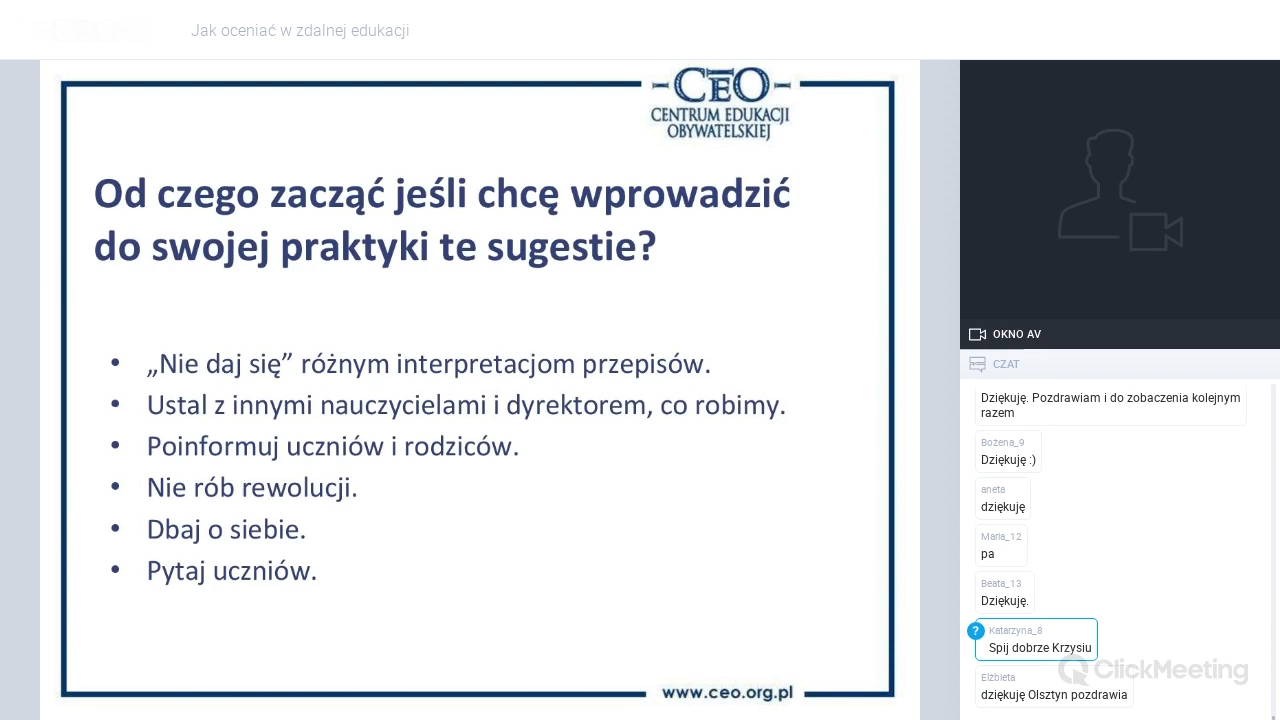 Jak oceniać w zdalnej edukacji
CEO
CENTRUM EDUKACJI
OBYWATELSKIEJ
Od czego zacząć jeśli chcę wprowadzić
do swojej praktyki te sugestie?
• „Nie daj się” różnym interpretacjom przepisów.
• Ustal z innymi nauczycielami i dyrektorem, co robimy.
• Poinformuj uczniów i rodziców.
• Nie rób rewolucji.
• Dbaj o siebie.
• Pytaj uczniów.
www.ceo.org.pl
OKNO AV
CZAT
Dziękuję. Pozdrawiam i do zobaczenia kolejnym
razem
Bożena_9
Dziękuję :)
aneta
dziękuję
Maria_12
pa
Beata_13
Dziękuję.
?
Katarzyna_8
Spij dobrze Krzysiu
Elżbieta
dziękuję Olsztyn pozdrawia
ClickMeeting